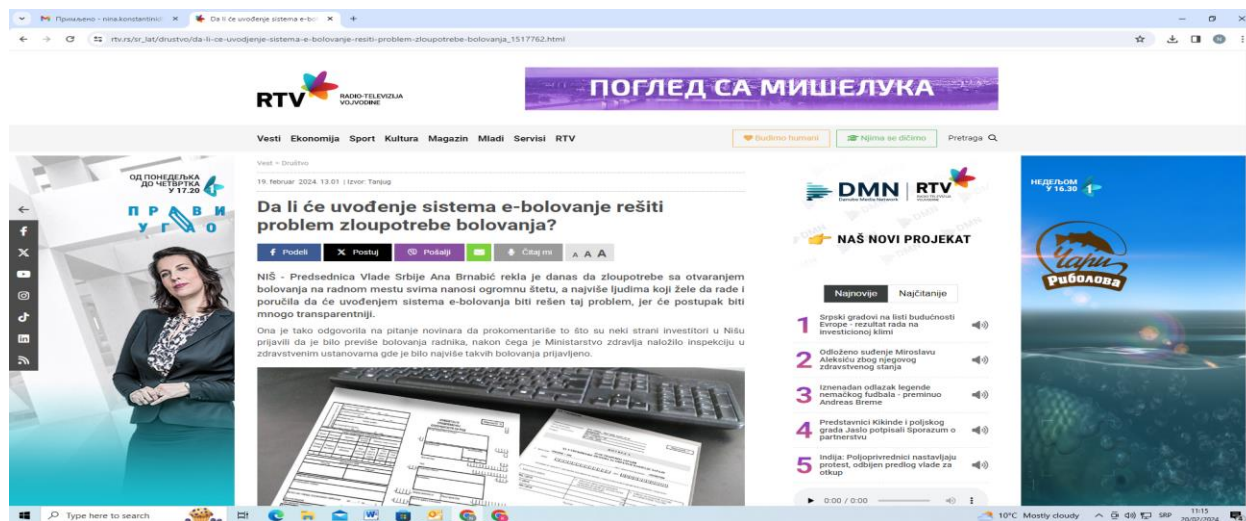 Примљено - nina.konstantinid
Da li će uvođenje sistema e-bol
rtv.rs/sr_lat/drustvo/da-li-ce-uvodjenje-sistema-e-bolovanje-resiti-problem-zloupotrebe-bolovanja_1517762.html
RTV
RADIO-TELEVIZIJA
VOJVODINE
ПОГЛЕД СА МИШЕЛУКА
Vesti Ekonomija Sport Kultura Magazin Mladi Servisi RTV
Budimo humani
Njima se dičimo
Pretraga
ОД ПОНЕДЕЉКА
ДО ЧЕТВРТКА
У 17.20
1
ПРАВИ
УГАО
Vest > Društvo
19. februar 2024. 13.01 | Izvor: Tanjug
Da li će uvođenje sistema e-bolovanje rešiti
problem zloupotrebe bolovanja?
Podeli
Postuj
Pošalji
Čitaj mi
A A A
NIŠ - Predsednica Vlade Srbije Ana Brnabić rekla je danas da zloupotrebe sa otvaranjem
bolovanja na radnom mestu svima nanosi ogromnu štetu, a najviše ljudima koji žele da rade i
poručila da će uvođenjem sistema e-bolovanja biti rešen taj problem, jer će postupak biti
mnogo transparentniji.
Ona je tako odgovorila na pitanje novinara da prokomentariše to što su neki strani investitori u Nišu
prijavili da je bilo previše bolovanja radnika, nakon čega je Ministarstvo zdravlja naložilo inspekciju u
zdravstvenim ustanovama gde je bilo najviše takvih bolovanja prijavljeno.
DMN
Danube Media Network
RTV
RADIO-TELEVIZIJA
VOJVODINE
NAŠ NOVI PROJEKAT
Najnovije
Najčitanije
1 Srpski gradovi na listi budućnosti
Evrope - rezultat rada na
investicionoj klimi
2 Odloženo suđenje Miroslavu
Aleksiću zbog njegovog
zdravstvenog stanja
3 Iznenadan odlazak legende
nemačkog fudbala - preminuo
Andreas Breme
4 Predstavnici Kikinde i poljskog
grada Jaslo potpisali Sporazum o
partnerstvu
5 Indija: Poljoprivrednici nastavljaju
protest, odbijen predlog vlade za
otkup
0:00 / 0:00
НЕДЕЉОМ
У 16.30
1
Чари
Риболова
Type here to search
10°C Mostly cloudy
SRP
11:15
20/02/2024